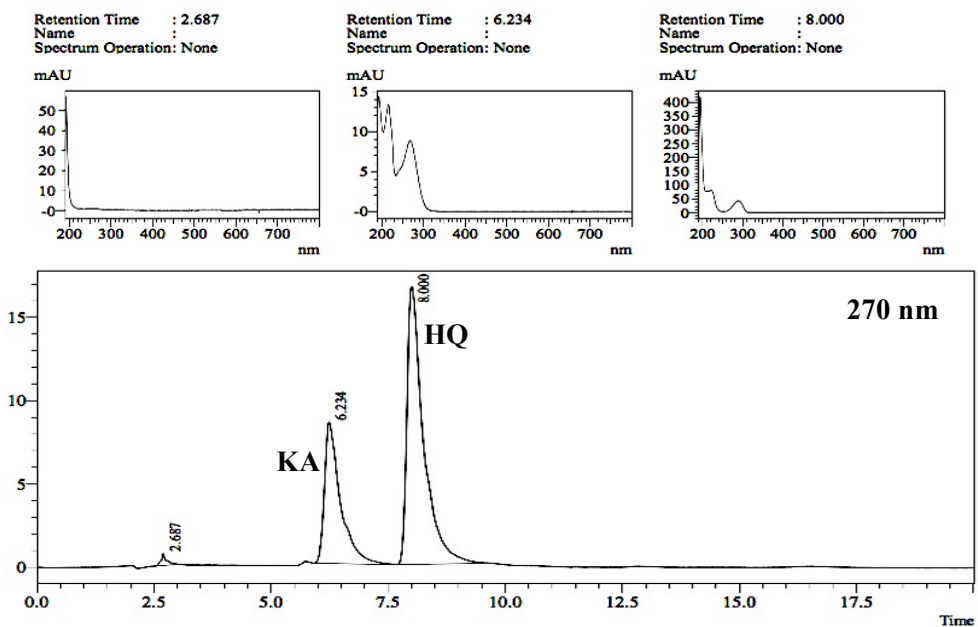 Retention Time : 2.687
Name :
Spectrum Operation: None
mAU
50
40
30
20
10
-0
200 300 400 500 600 700
nm
Retention Time : 6.234
Name :
Spectrum Operation: None
mAU
15
10
5
-0
200 300 400 500 600 700
nm
Retention Time : 8.000
Name :
Spectrum Operation: None
mAU
400
350
300
250
200
150
100
50
0
200 300 400 500 600 700
nm
270 nm
8.000
HQ
6.234
KA
2.687
15
10
5
0
0.0 2.5 5.0 7.5 10.0 12.5 15.0 17.5
Time